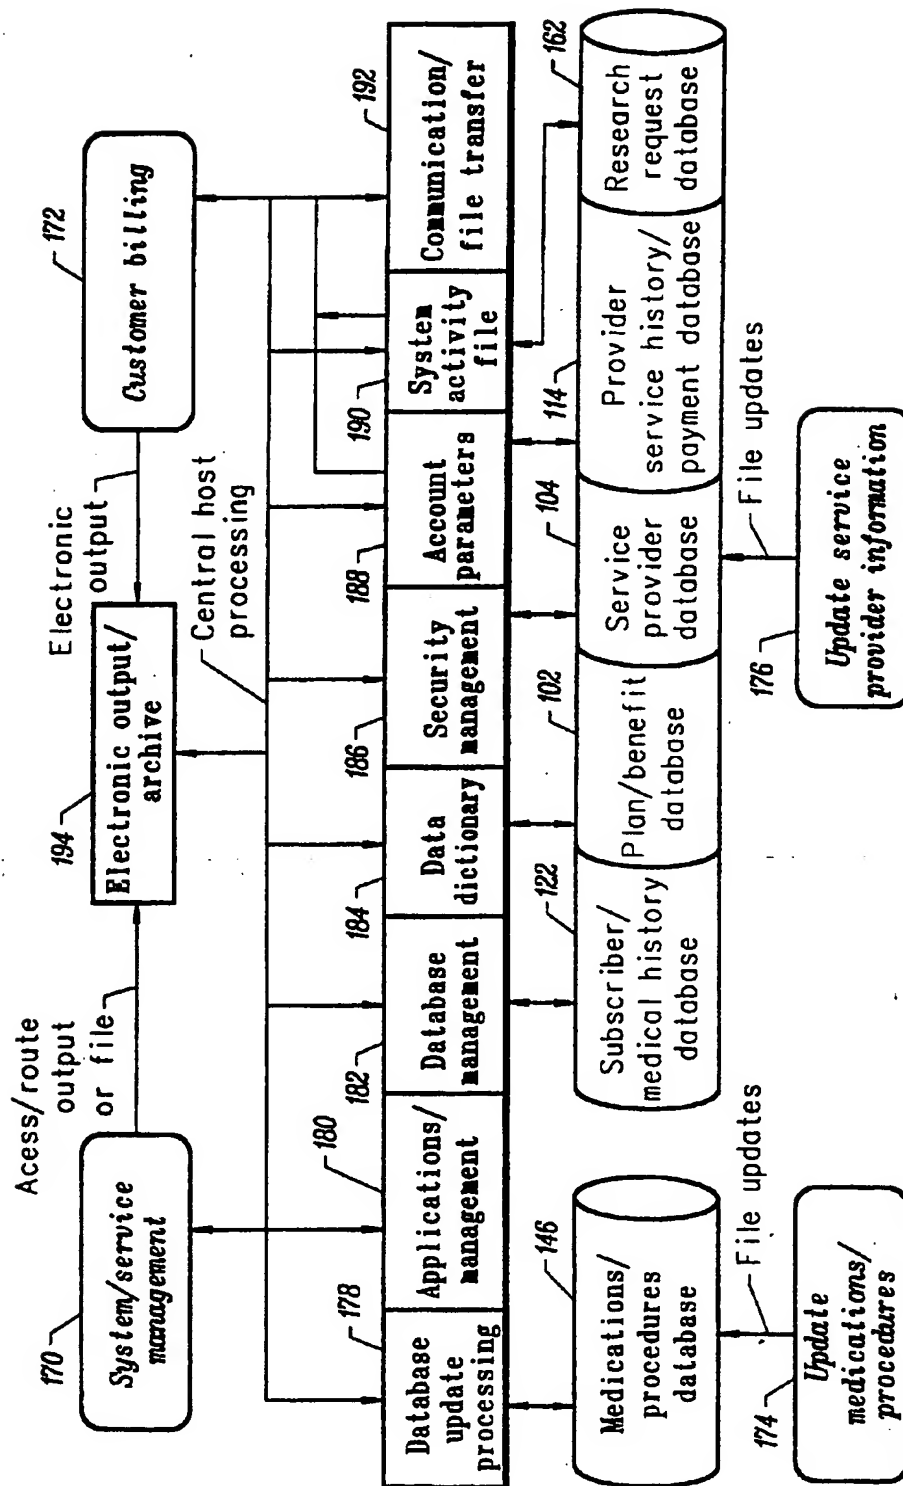 170
System/service
management
Acess/route
output
or file
194
Electronic output/
archive
Electronic
output
172
Customer billing
Central host
processing
178
Database
update
processing
180
Applications/
management
182
Database
management
184
Data
dictionary
186
Security
management
188
Account
parameters
190
System
activity
file
192
Communication/
file transfer
146
Medications/
procedures
database
122
Subscriber/
medical history
database
102
Plan/benefit
database
104
Service
provider
database
114
Provider
service history/
payment database
162
Research
request
database
File updates
174
Update
medications/
procedures
File updates
176
Update service
provider information